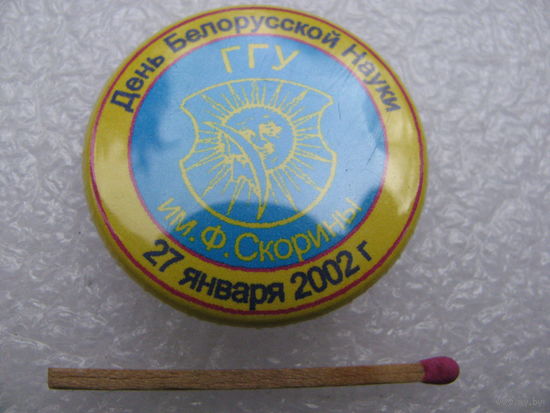 День Белорусской Науки
ГГУ
им. Ф. Скорины
27 января 2002 г